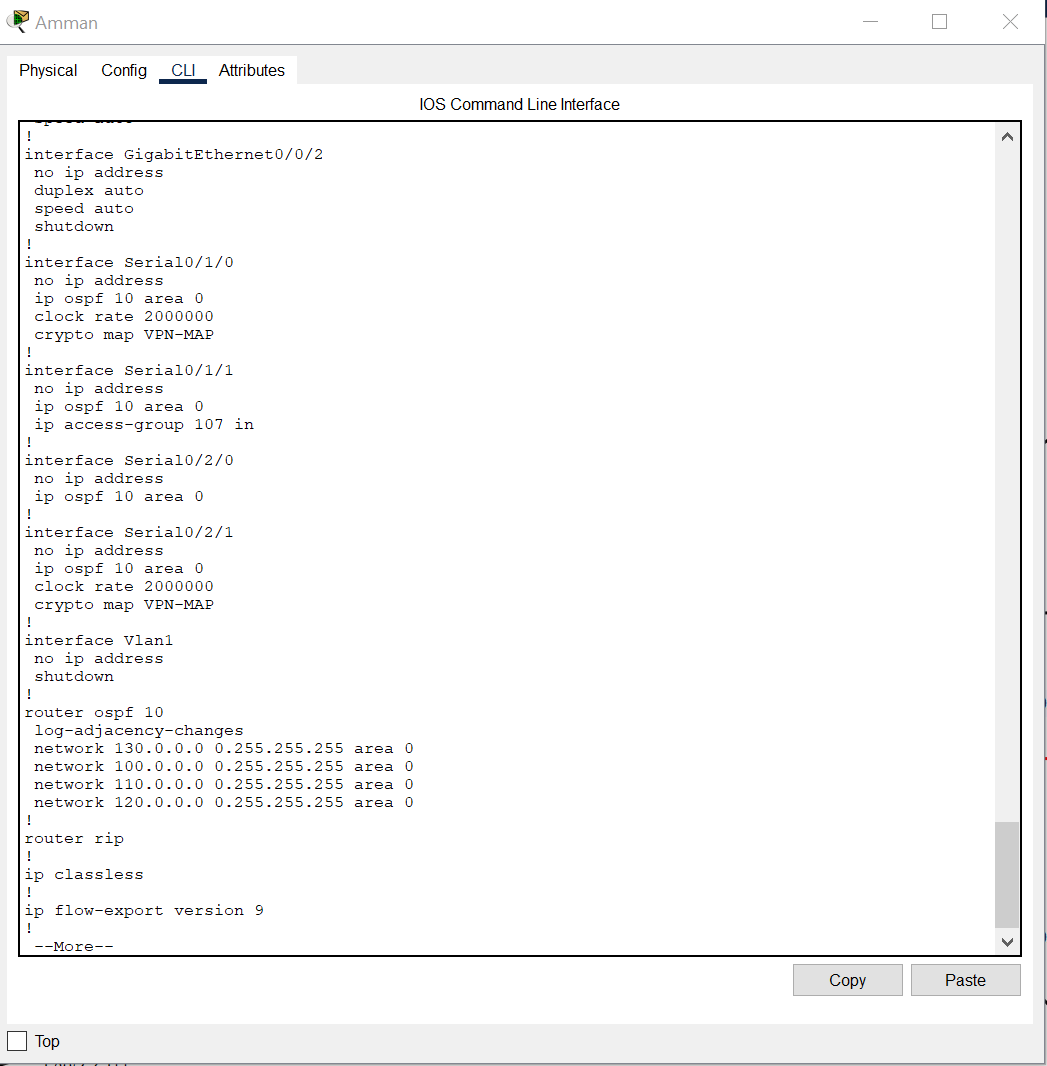 Amman
Physical Config CLI Attributes
IOS Command Line Interface
!
interface GigabitEthernet0/0/2
no ip address
duplex auto
speed auto
shutdown
!
interface Serial0/1/0
no ip address
ip ospf 10 area 0
clock rate 2000000
crypto map VPN-MAP
!
interface Serial0/1/1
no ip address
ip ospf 10 area 0
ip access-group 107 in
!
interface Serial0/2/0
no ip address
ip ospf 10 area 0
!
interface Serial0/2/1
no ip address
ip ospf 10 area 0
clock rate 2000000
crypto map VPN-MAP
!
interface Vlan1
no ip address
shutdown
!
router ospf 10
log-adjacency-changes
network 130.0.0.0 0.255.255.255 area 0
network 100.0.0.0 0.255.255.255 area 0
network 110.0.0.0 0.255.255.255 area 0
network 120.0.0.0 0.255.255.255 area 0
!
router rip
!
ip classless
!
ip flow-export version 9
!
--More--
Copy Paste
Top